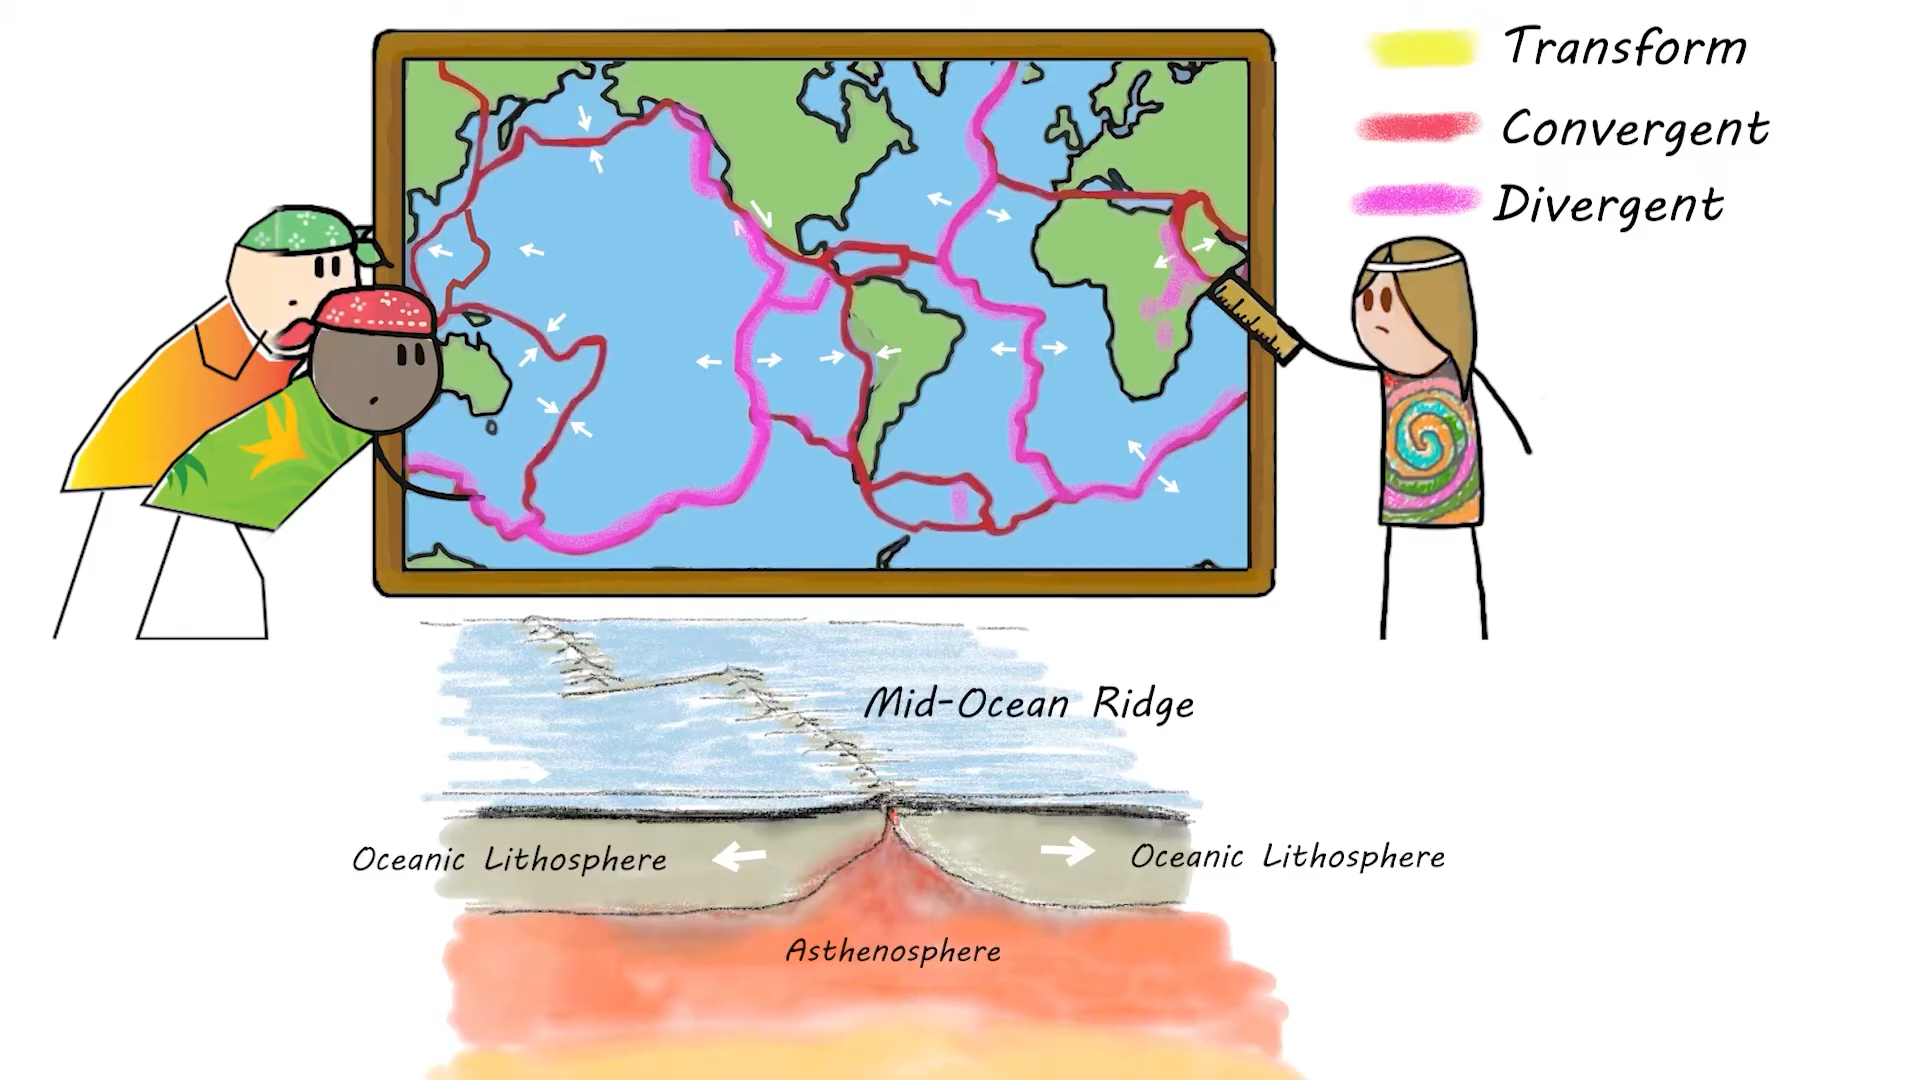 Transform
Convergent
Divergent
Mid-Ocean Ridge
Oceanic Lithosphere
Oceanic Lithosphere
Asthenosphere